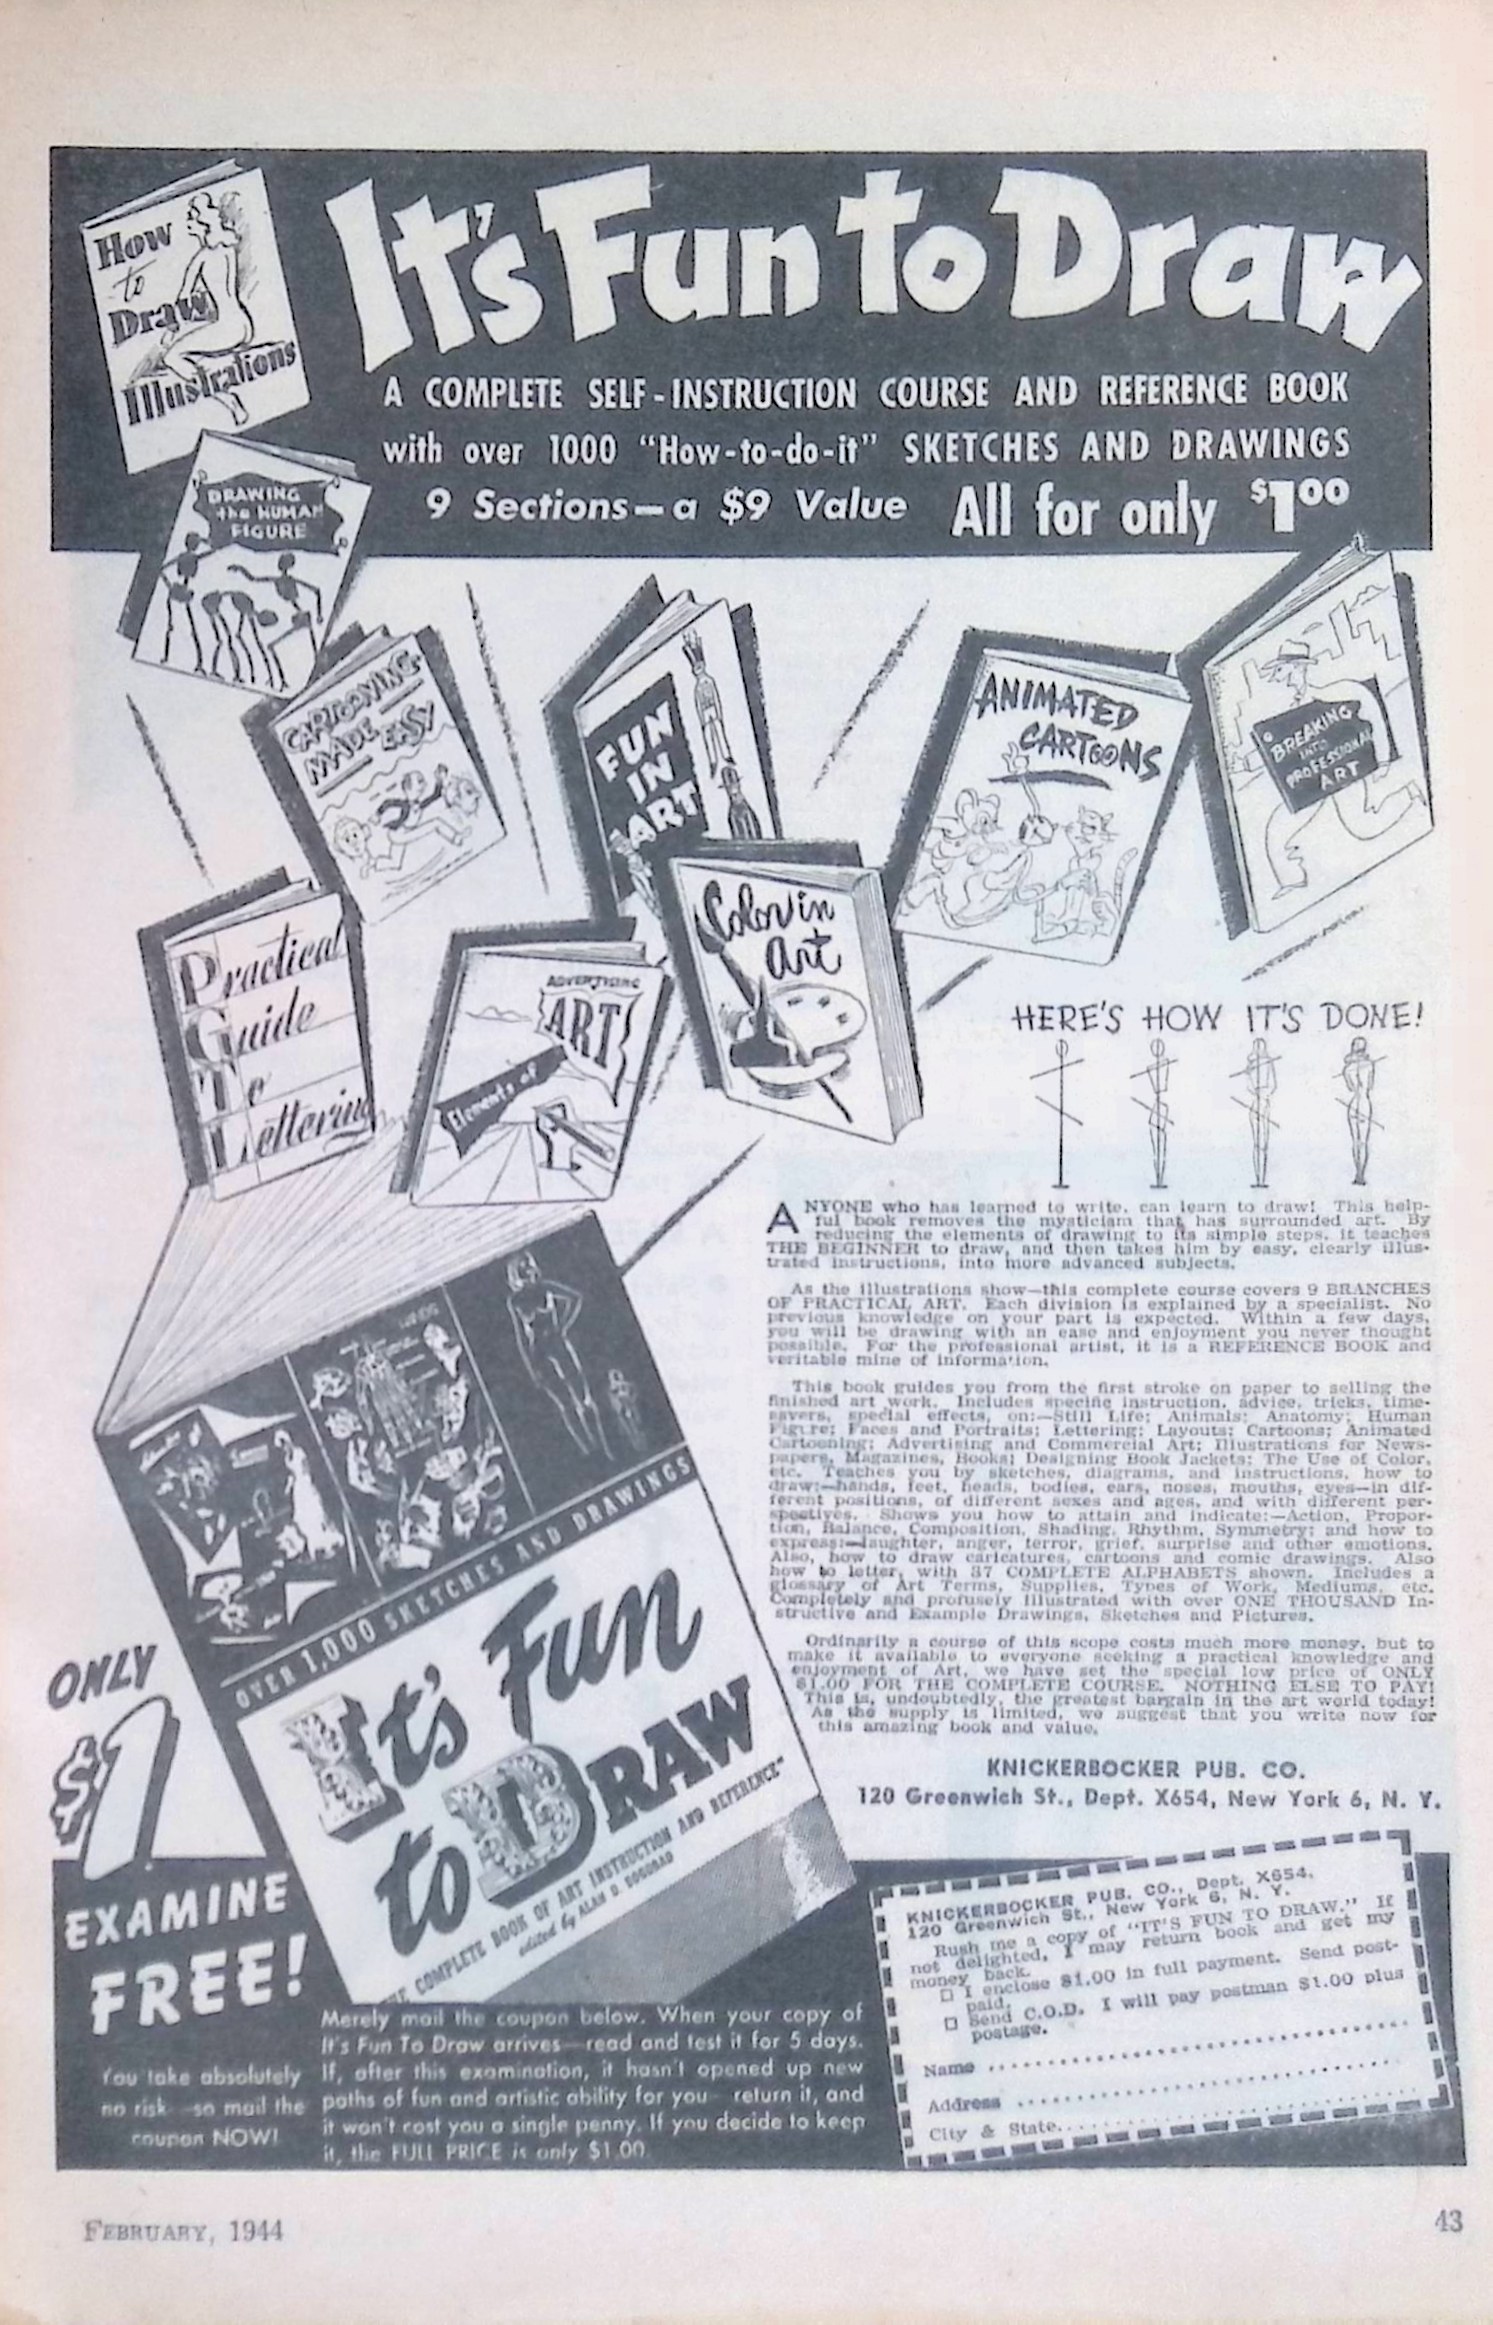 How
to
Draw
Illustrations
It's Fun to Draw
A COMPLETE SELF-INSTRUCTION COURSE AND REFERENCE BOOK
with over 1000 "How-to-do-it" SKETCHES AND DRAWINGS
9 Sections—a $9 Value All for only $1.00
DRAWING
the HUMAN
FIGURE
CARTOONING
MADE EASY
FUN
IN
ART
ANIMATED
CARTOONS
BREAKING
INTO
PROFESSIONAL
ART
Practical
Guide
To
Lettering
ADVERTISING
ART
Elements of
Color in
Art
HERE'S HOW IT'S DONE!
ANYONE who has learned to write, can learn to draw! This help-
ful book removes the mysticism that has surrounded art. By
reducing the elements of drawing to its simple steps, it teaches
THE BEGINNER to draw, and then takes him by easy, clearly illus-
trated instructions, into more advanced subjects.
As the illustrations show—this complete course covers 9 BRANCHES
OF PRACTICAL ART. Each division is explained by a specialist. No
previous knowledge on your part is expected. Within a few days,
you will be drawing with an ease and enjoyment you never thought
possible. For the professional artist, it is a REFERENCE BOOK and
veritable mine of information.
This book guides you from the first stroke on paper to selling the
finished art work. Includes specific instruction, advice, tricks, time-
savers, special effects, on:—Still Life; Animals; Anatomy; Human
Figure; Faces and Portraits; Lettering; Layouts; Cartoons; Animated
Cartooning; Advertising and Commercial Art; Illustrations for News-
papers, Magazines, Books; Designing Book Jackets; The Use of Color,
etc. Teaches you by sketches, diagrams, and instructions, how to
draw:—hands, feet, heads, bodies, ears, noses, mouths, eyes—in dif-
ferent positions, of different sexes and ages, and with different per-
spectives. Shows you how to attain and indicate:—Action, Propor-
tion, Balance, Composition, Shading, Rhythm, Symmetry; and how to
express:—laughter, anger, terror, grief, surprise and other emotions.
Also, how to draw caricatures, cartoons and comic drawings. Also
how to letter, with 37 COMPLETE ALPHABETS shown. Includes a
glossary of Art Terms, Supplies, Types of Work, Mediums, etc.
Completely and profusely illustrated with over ONE THOUSAND In-
structive and Example Drawings, Sketches and Pictures.
Ordinarily a course of this scope costs much more money, but to
make it available to everyone seeking a practical knowledge and
enjoyment of Art, we have set the special low price of ONLY
$1.00 FOR THE COMPLETE COURSE. NOTHING ELSE TO PAY!
This is, undoubtedly, the greatest bargain in the art world today!
As the supply is limited, we suggest that you write now for
this amazing book and value.
KNICKERBOCKER PUB. CO.
120 Greenwich St., Dept. X654, New York 6, N. Y.
OVER 1,000 SKETCHES AND DRAWINGS
It's Fun
to DRAW
THE COMPLETE BOOK OF ART INSTRUCTION AND REFERENCE"
edited by ALAN D. BOGORAD
ONLY
$1
EXAMINE
FREE!
You take absolutely
no risk—so mail the
coupon NOW!
Merely mail the coupon below. When your copy of
It's Fun To Draw arrives—read and test it for 5 days.
If, after this examination, it hasn't opened up new
paths of fun and artistic ability for you—return it, and
it won't cost you a single penny. If you decide to keep
it, the FULL PRICE is only $1.00.
KNICKERBOCKER PUB. CO., Dept. X654,
120 Greenwich St., New York 6, N. Y.
Rush me a copy of "IT'S FUN TO DRAW." If
not delighted, I may return book and get my
money back.
☐ I enclose $1.00 in full payment. Send post-
paid.
☐ Send C.O.D. I will pay postman $1.00 plus
postage.
Name
Address
City & State
FEBRUARY, 1944
43